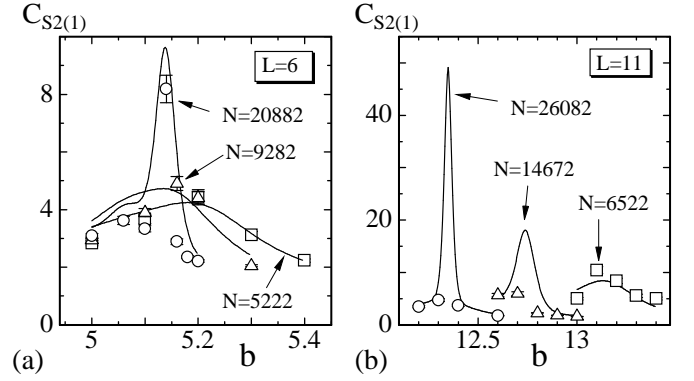 C_{S2(1)}
L=6
8
N=20882
N=9282
4
N=5222
0
5
5.2
5.4
(a)
b
C_{S2(1)}
L=11
N=26082
40
N=14672
20
N=6522
0
12.5
13
(b)
b